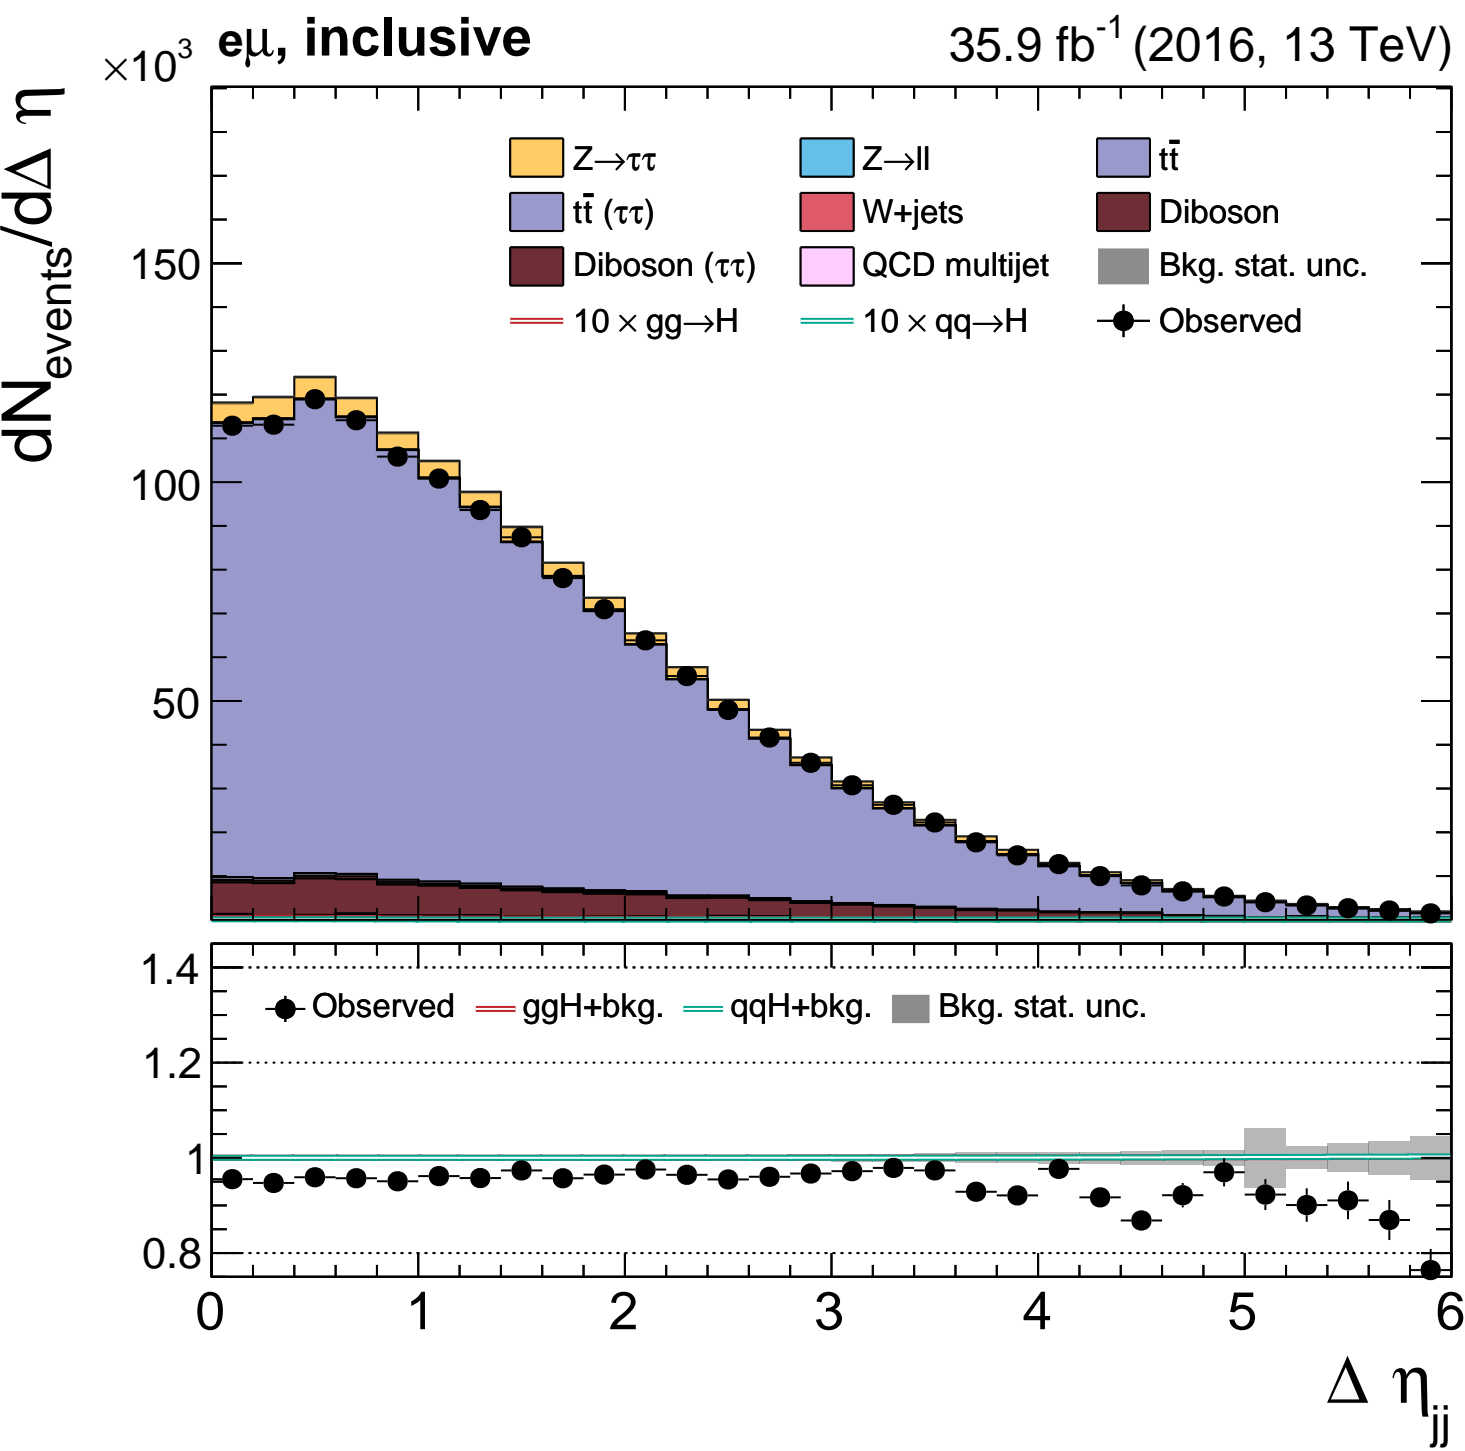 ×10³ eμ, inclusive 35.9 fb⁻¹ (2016, 13 TeV)
dN_events/dΔ η
150
100
50
Z→ττ Z→ll tt̄
tt̄ (ττ) W+jets Diboson
Diboson (ττ) QCD multijet Bkg. stat. unc.
10 × gg→H 10 × qq→H Observed
1.4
1.2
1
0.8
Observed ggH+bkg. qqH+bkg. Bkg. stat. unc.
0 1 2 3 4 5 6
Δ η_jj